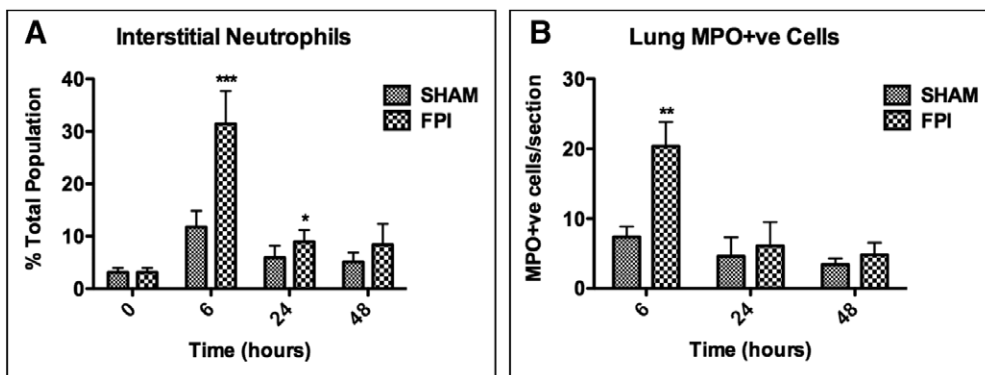 A Interstitial Neutrophils
% Total Population
40
30
20
10
0
***
*
SHAM
FPI
0 6 24 48
Time (hours)
B Lung MPO+ve Cells
MPO+ve cells/section
30
20
10
0
**
SHAM
FPI
6 24 48
Time (hours)